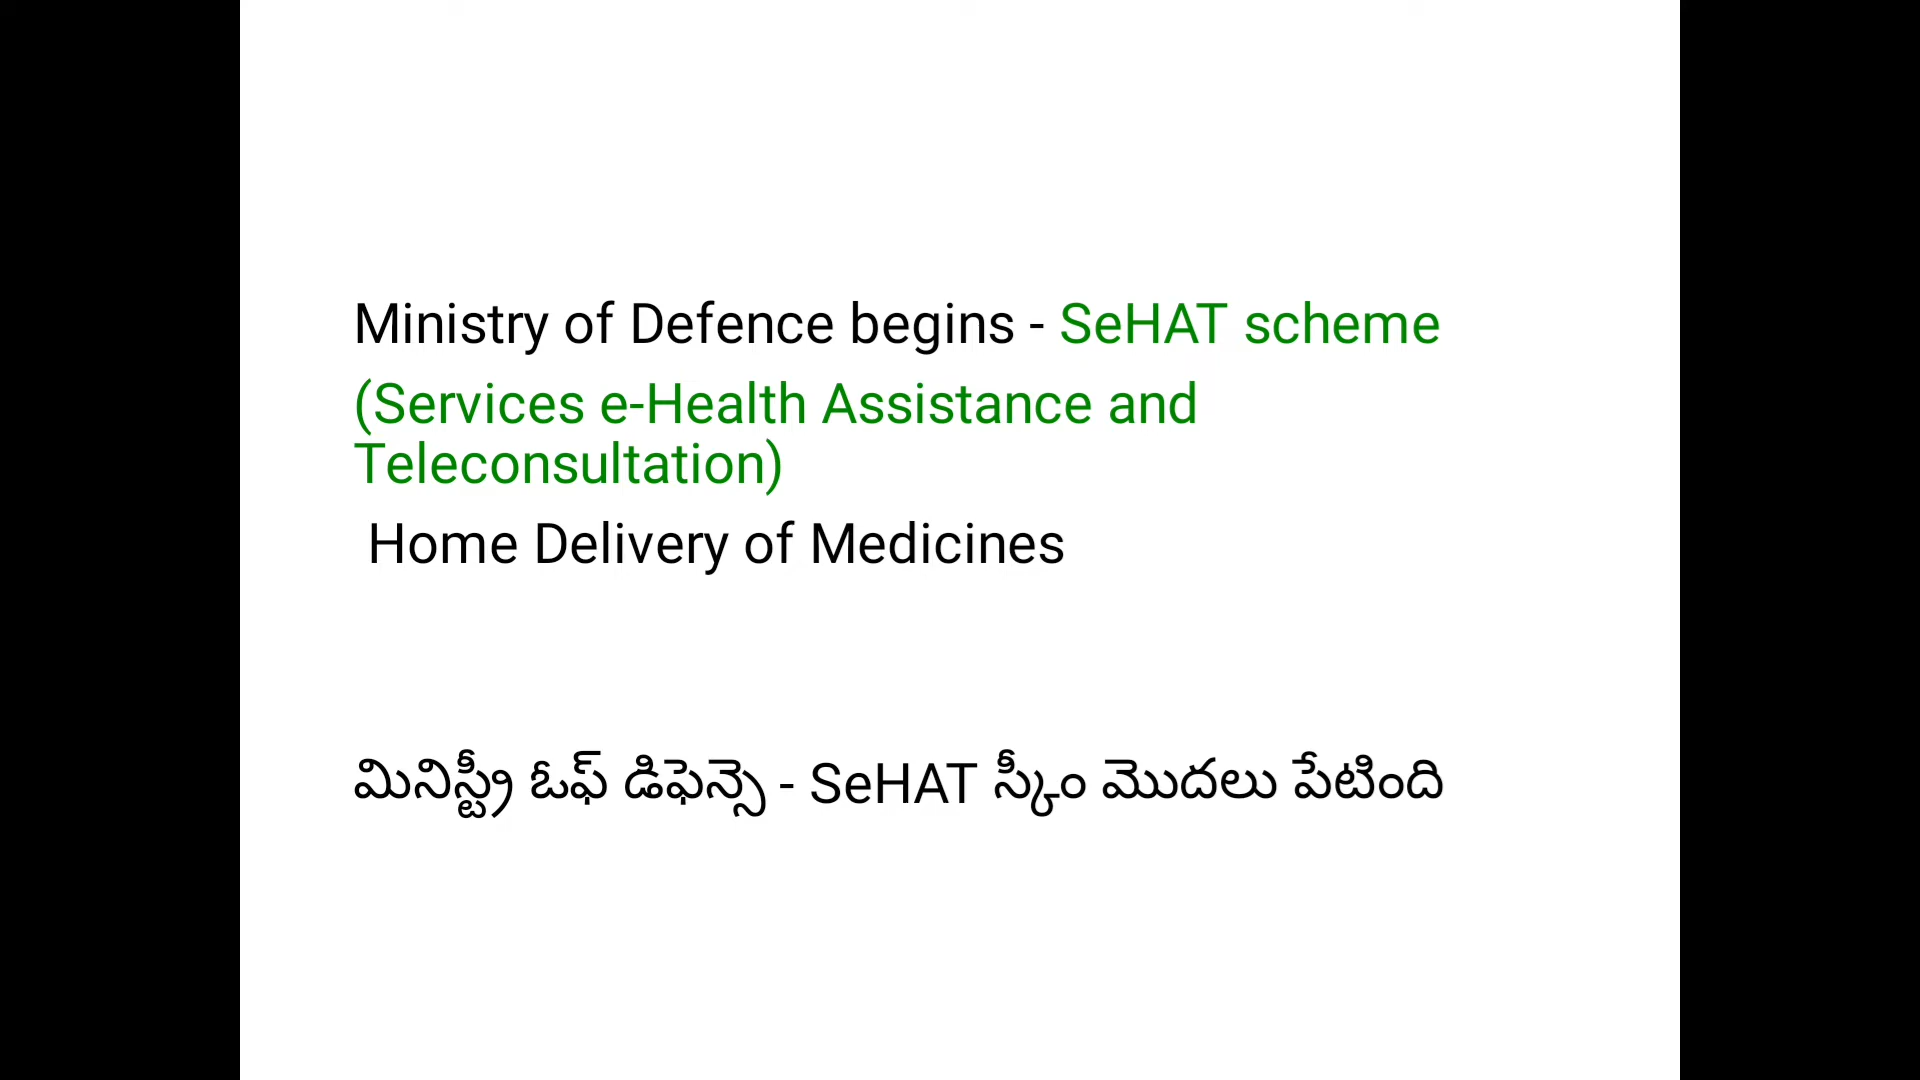 Ministry of Defence begins - SeHAT scheme
(Services e-Health Assistance and
Teleconsultation)
Home Delivery of Medicines
మినిస్ట్రీ ఓఫ్ డిఫెన్సె - SeHAT స్కీం మొదలు పేటింది